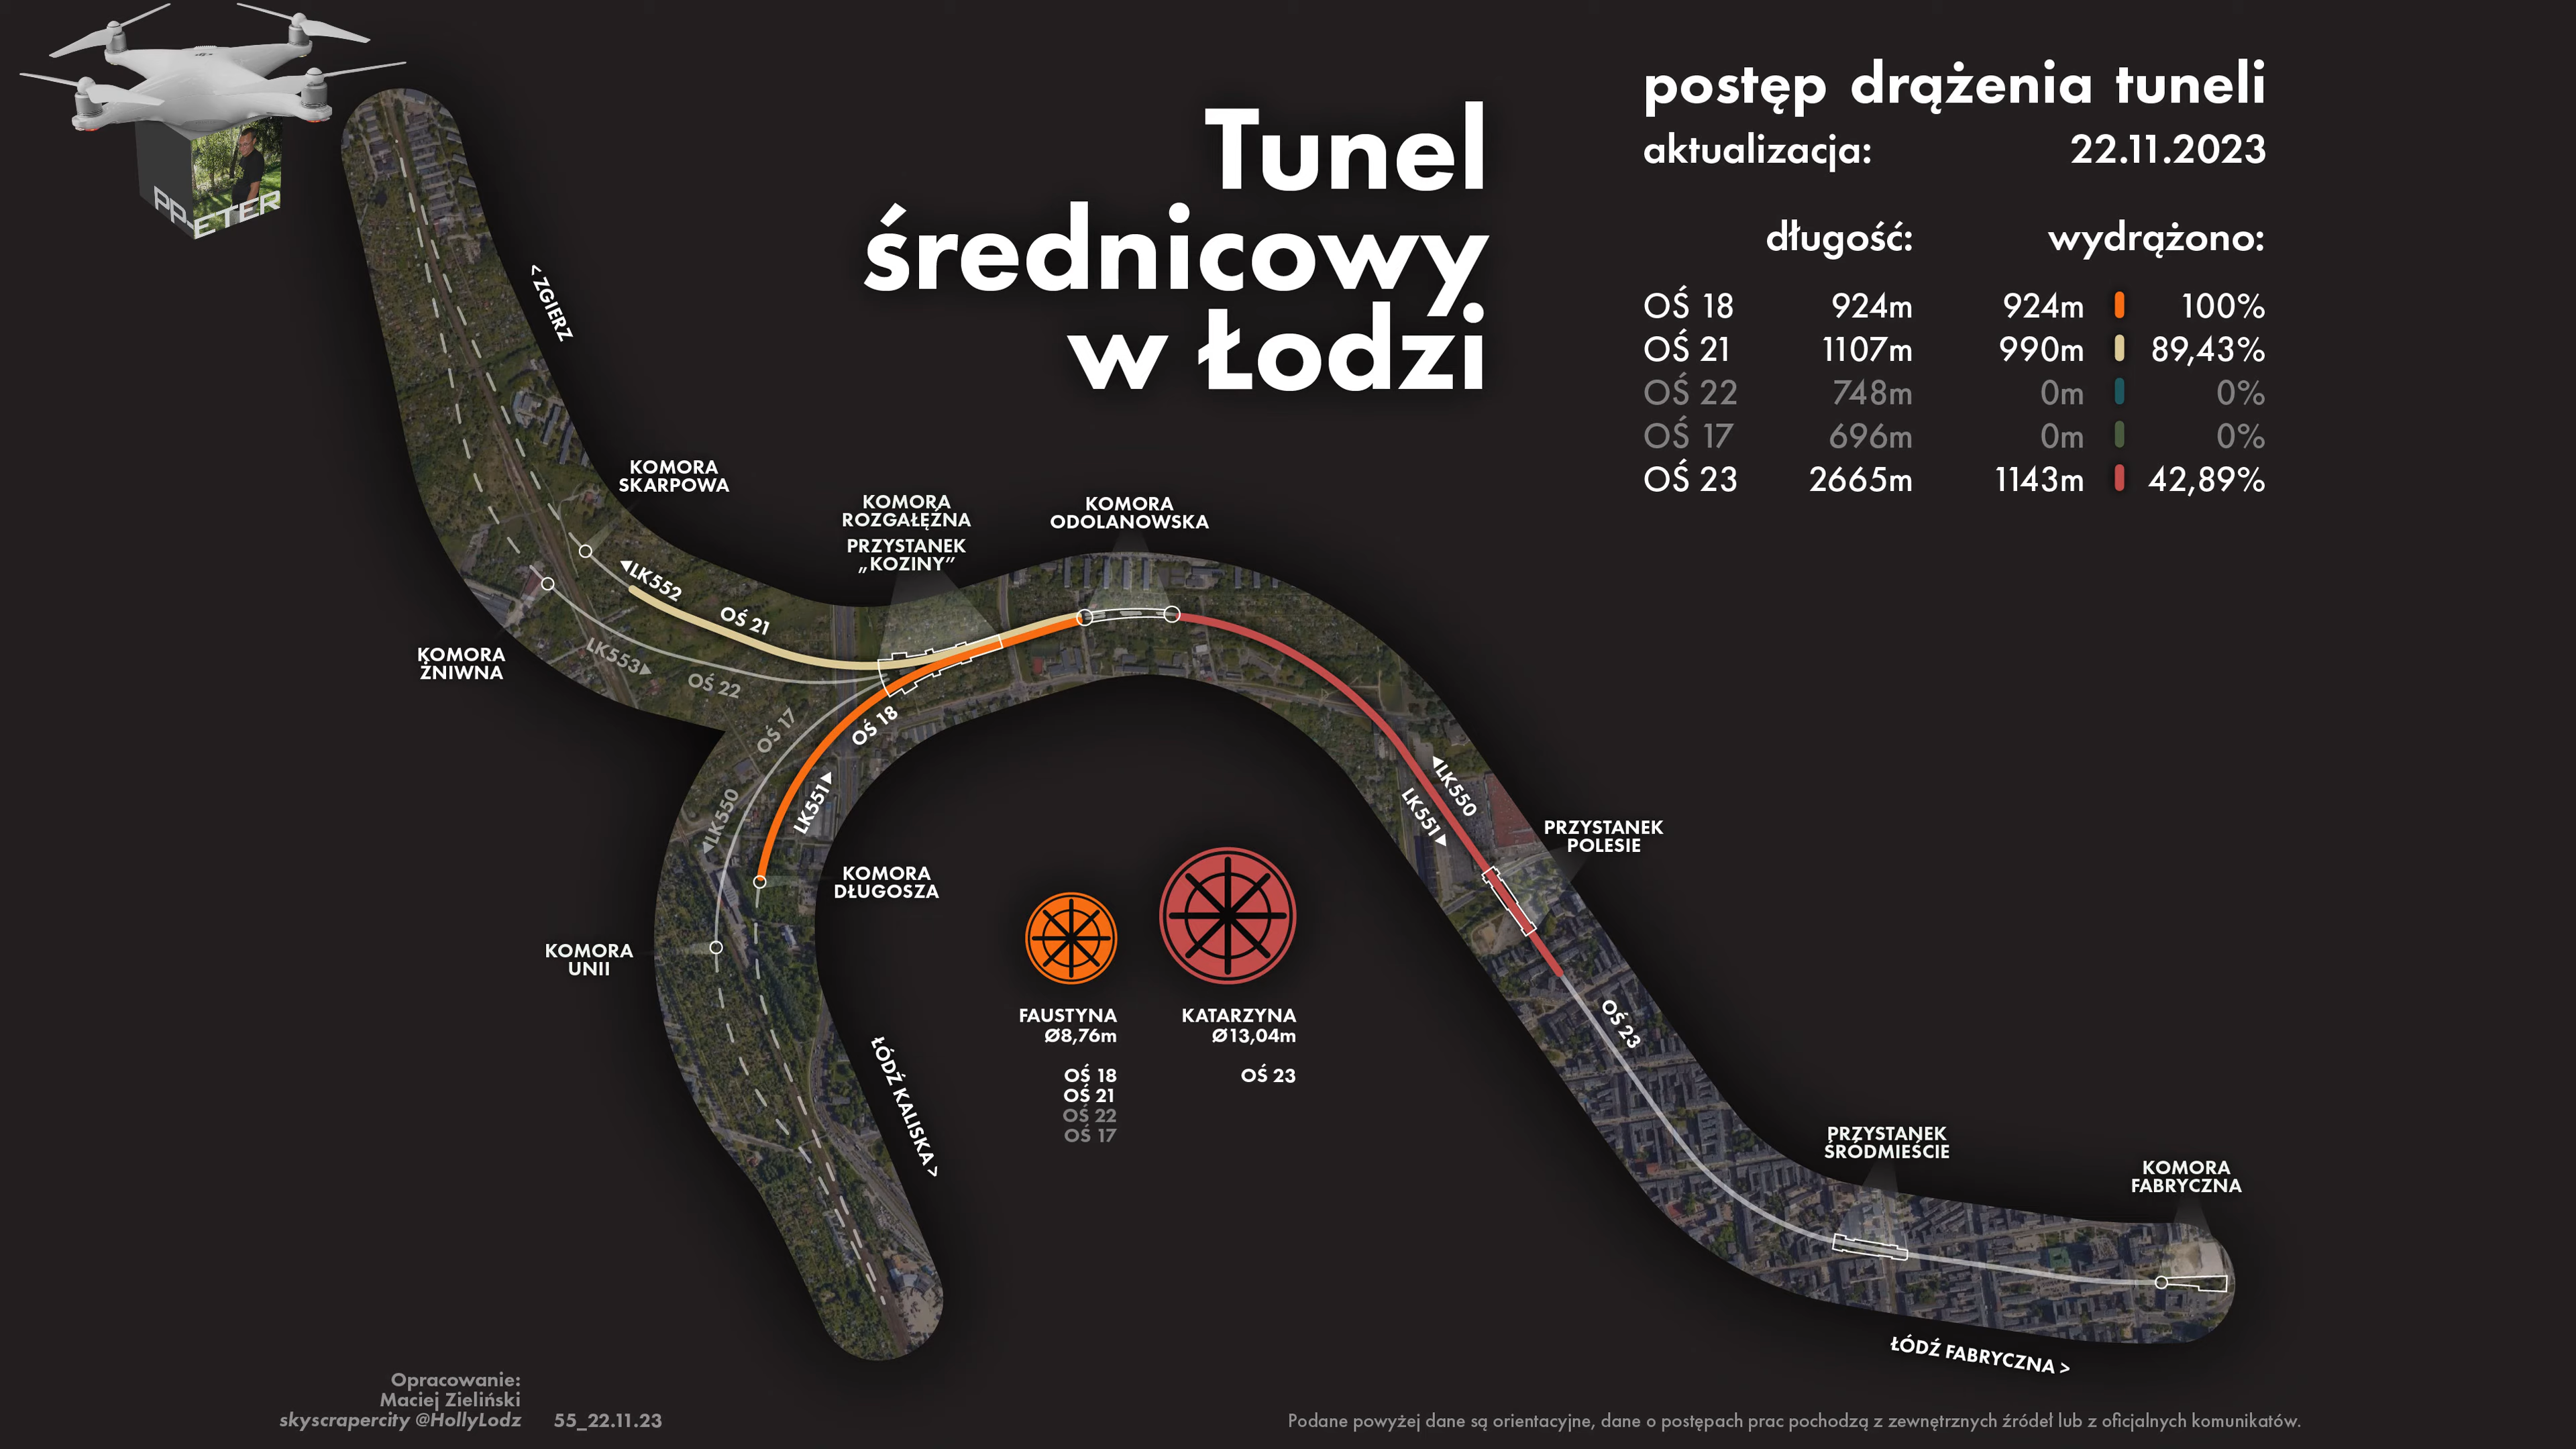 PP-ETER
Tunel
średnicowy
w Łodzi
postęp drążenia tuneli
aktualizacja: 22.11.2023
długość: wydrążono:
OŚ 18 924m 924m 100%
OŚ 21 1107m 990m 89,43%
OŚ 22 748m 0m 0%
OŚ 17 696m 0m 0%
OŚ 23 2665m 1143m 42,89%
< ZGIERZ
KOMORA
SKARPOWA
KOMORA
ROZGAŁĘŹNA
PRZYSTANEK
„KOZINY”
KOMORA
ODOLANOWSKA
◀LK552
OŚ 21
KOMORA
ŻNIWNA
LK553▶
OŚ 22
OŚ 17
OŚ 18
◀LK550
LK551▶
◀LK550
LK551▶
PRZYSTANEK
POLESIE
KOMORA
DŁUGOSZA
KOMORA
UNII
FAUSTYNA
Ø8,76m
OŚ 18
OŚ 21
OŚ 22
OŚ 17
KATARZYNA
Ø13,04m
OŚ 23
OŚ 23
ŁÓDŹ KALISKA >
PRZYSTANEK
ŚRÓDMIEŚCIE
KOMORA
FABRYCZNA
ŁÓDŹ FABRYCZNA >
Opracowanie:
Maciej Zieliński
skyscrapercity @HollyLodz 55_22.11.23
Podane powyżej dane są orientacyjne, dane o postępach prac pochodzą z zewnętrznych źródeł lub z oficjalnych komunikatów.